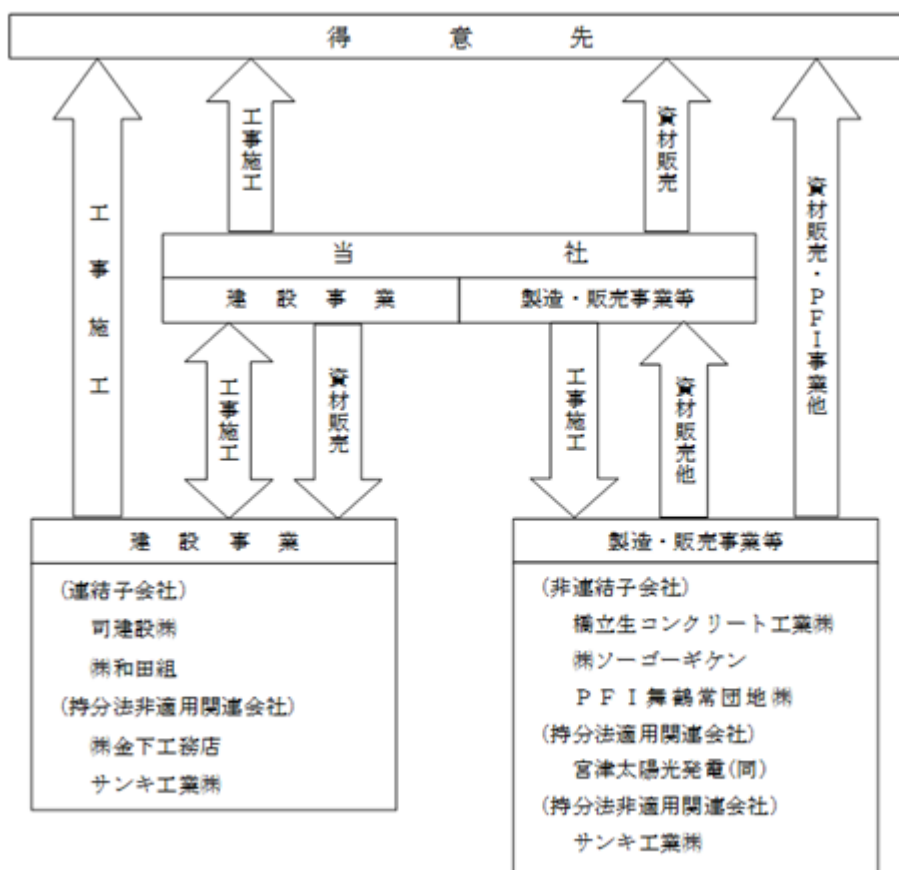 得意先
工事施工
工事施工
資材販売
資材販売・PFI事業他
当社
建設事業
製造・販売事業等
工事施工
資材販売
工事施工
資材販売他
建設事業
(連結子会社)
司建設㈱
㈱和田組
(持分法非適用関連会社)
㈱金下工務店
サンキ工業㈱
製造・販売事業等
(非連結子会社)
橋立生コンクリート工業㈱
㈱ソーゴーギケン
PFI舞鶴常団地㈱
(持分法適用関連会社)
宮津太陽光発電(同)
(持分法非適用関連会社)
サンキ工業㈱